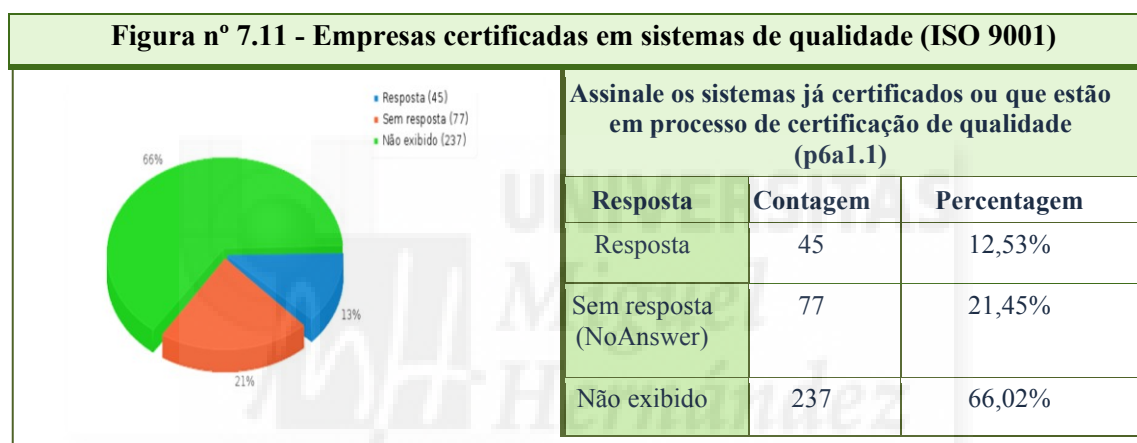 Figura nº 7.11 - Empresas certificadas em sistemas de qualidade (ISO 9001)
Resposta (45)
Sem resposta (77)
Não exibido (237)
66%
13%
21%
Assinale os sistemas já certificados ou que estão
em processo de certificação de qualidade
(p6a1.1)
Resposta Contagem Percentagem
Resposta 45 12,53%
Sem resposta 77 21,45%
(NoAnswer)
Não exibido 237 66,02%
UNIVERSITAS
Miguel
Hernández